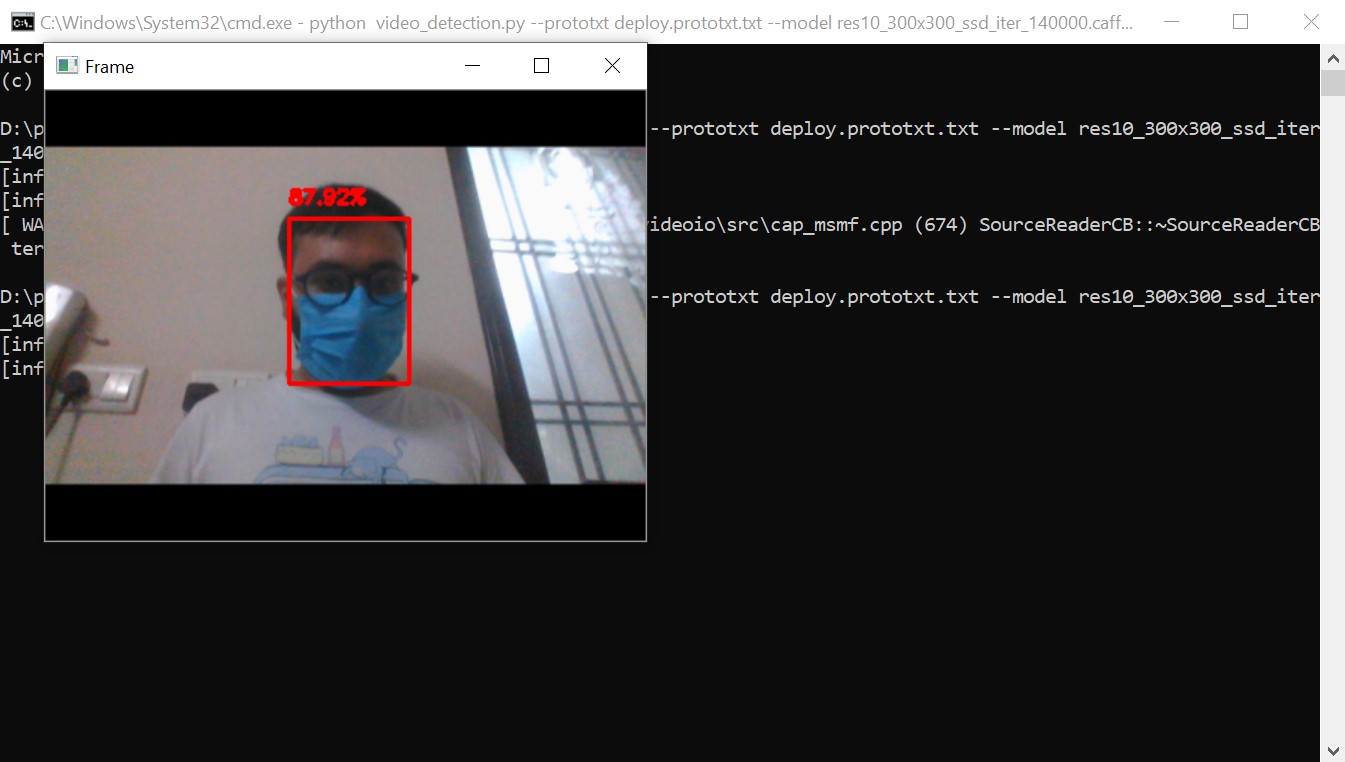 C:\Windows\System32\cmd.exe - python  video_detection.py --prototxt deploy.prototxt.txt --model res10_300x300_ssd_iter_140000.caff...
Micr
(c)
Frame
D:\p --prototxt deploy.prototxt.txt --model res10_300x300_ssd_iter
_140
[inf
[inf
87.92%
[ WA ideoio\src\cap_msmf.cpp (674) SourceReaderCB::~SourceReaderCB
ter
D:\p --prototxt deploy.prototxt.txt --model res10_300x300_ssd_iter
_140
[inf
[inf